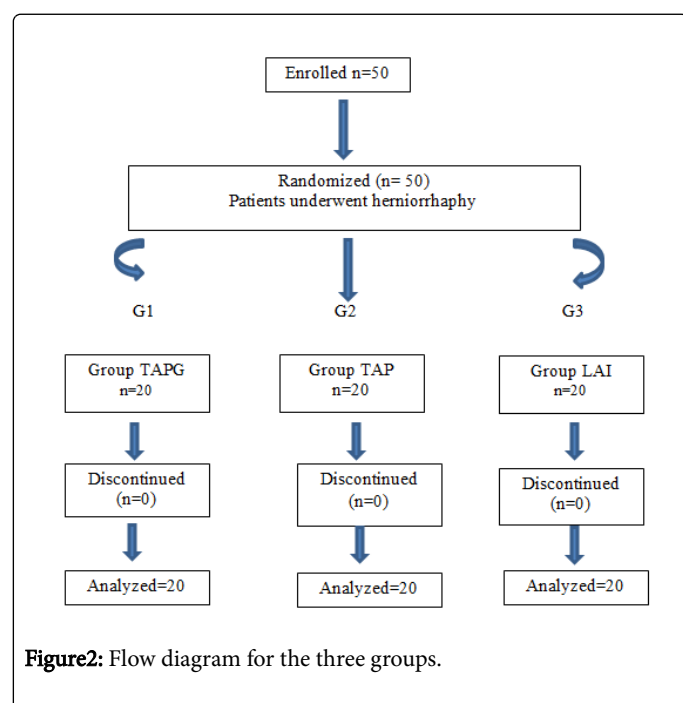 Enrolled n=50
Randomized (n= 50)
Patients underwent herniorrhaphy
G1
G2
G3
Group TAPG
n=20
Group TAP
n=20
Group LAI
n=20
Discontinued
(n=0)
Discontinued
(n=0)
Discontinued
(n=0)
Analyzed=20
Analyzed=20
Analyzed=20
Figure2: Flow diagram for the three groups.